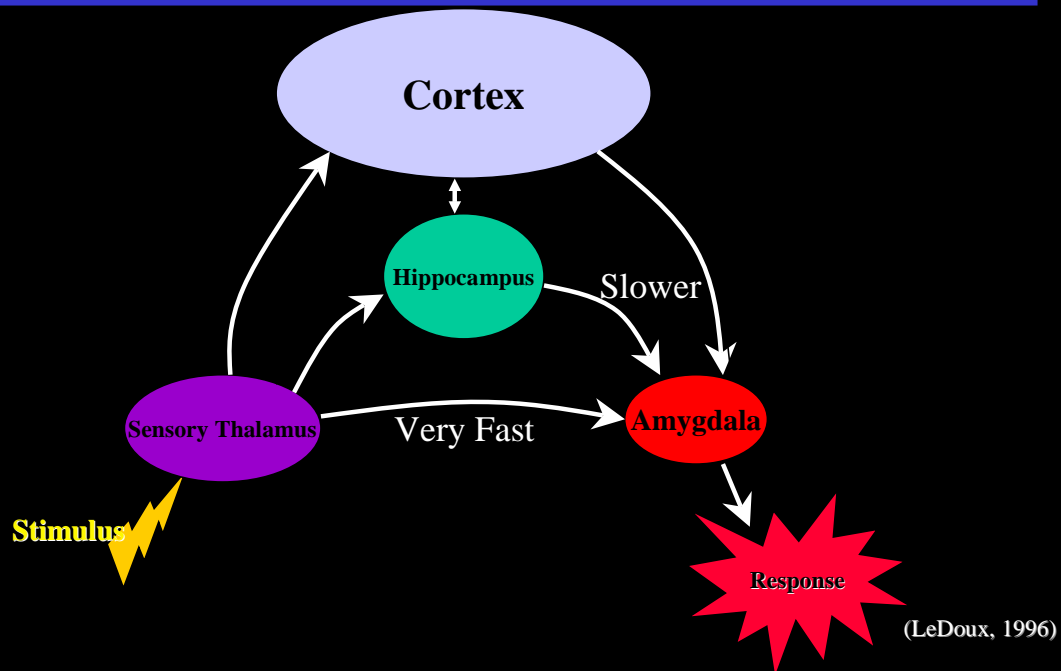 Cortex
Hippocampus
Slower
Sensory Thalamus
Very Fast
Amygdala
Stimulus
Response
(LeDoux, 1996)